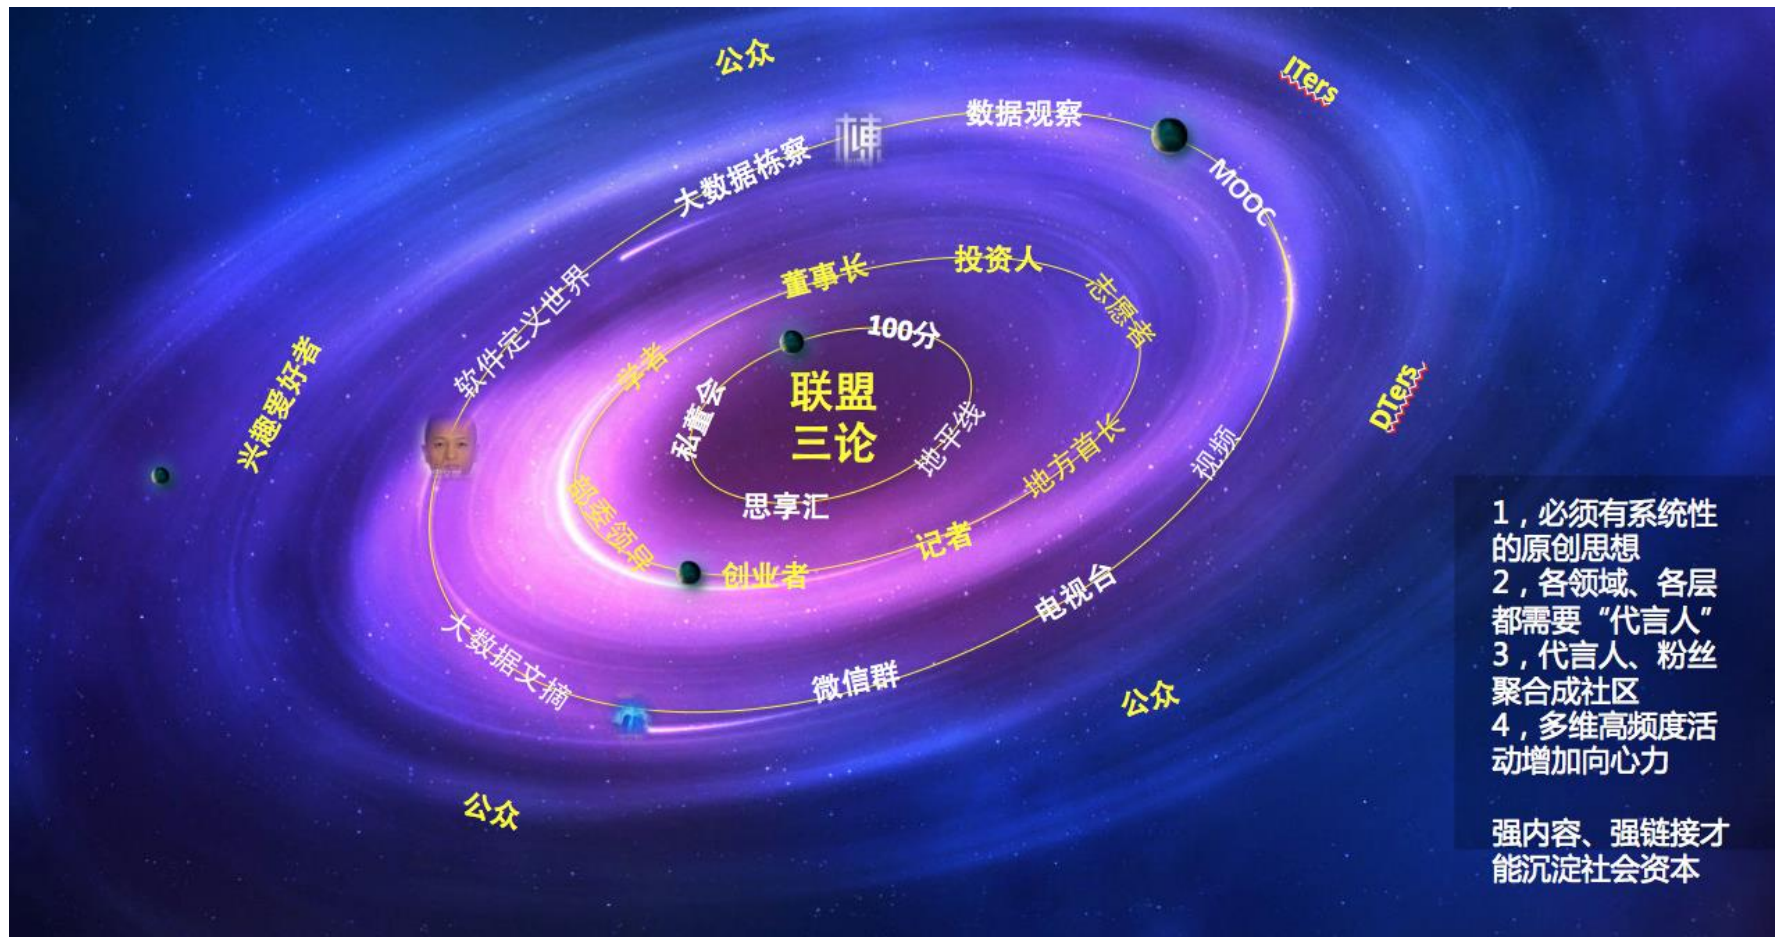 公众
ITers
数据观察
栋
大数据栋察
MOOC
投资人
董事长
志愿者
软件定义世界
100分
学者
兴趣爱好者
联盟
三论
私董会
DTers
地平线
地方首长
视频
思享汇
部委领导
记者
创业者
电视台
大数据文摘
微信群
公众
公众
1，必须有系统性
的原创思想
2，各领域、各层
都需要“代言人”
3，代言人、粉丝
聚合成社区
4，多维高频度活
动增加向心力
强内容、强链接才
能沉淀社会资本